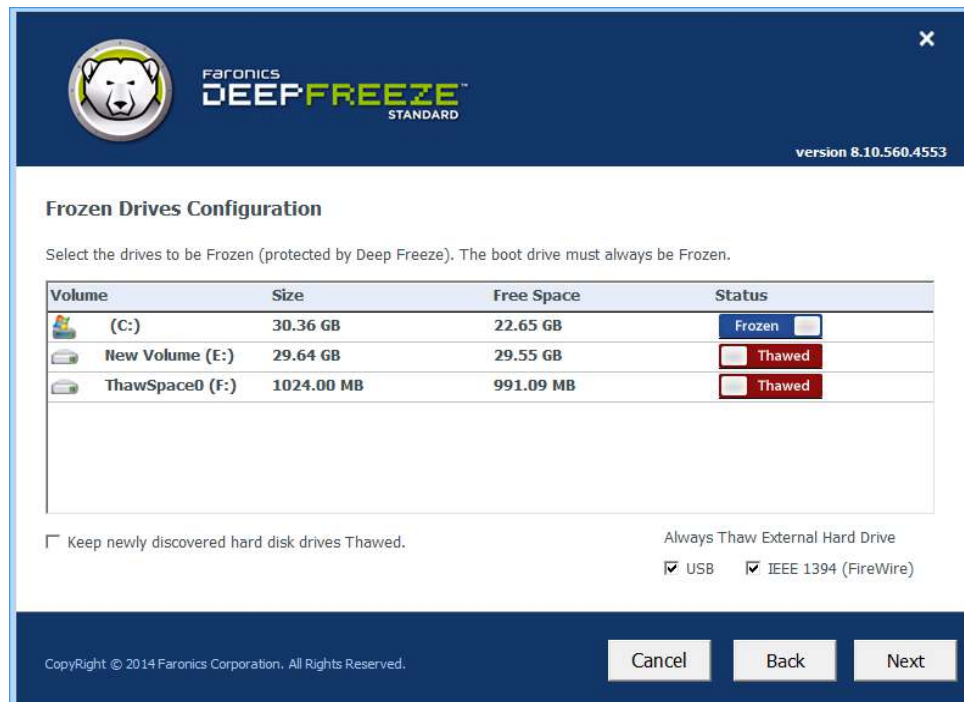 Faronics
DEEPFREEZE™
STANDARD
version 8.10.560.4553
Frozen Drives Configuration
Select the drives to be Frozen (protected by Deep Freeze). The boot drive must always be Frozen.
Volume Size Free Space Status
(C:) 30.36 GB 22.65 GB Frozen
New Volume (E:) 29.64 GB 29.55 GB Thawed
ThawSpace0 (F:) 1024.00 MB 991.09 MB Thawed
Keep newly discovered hard disk drives Thawed.
Always Thaw External Hard Drive
USB IEEE 1394 (FireWire)
CopyRight © 2014 Faronics Corporation. All Rights Reserved.
Cancel Back Next